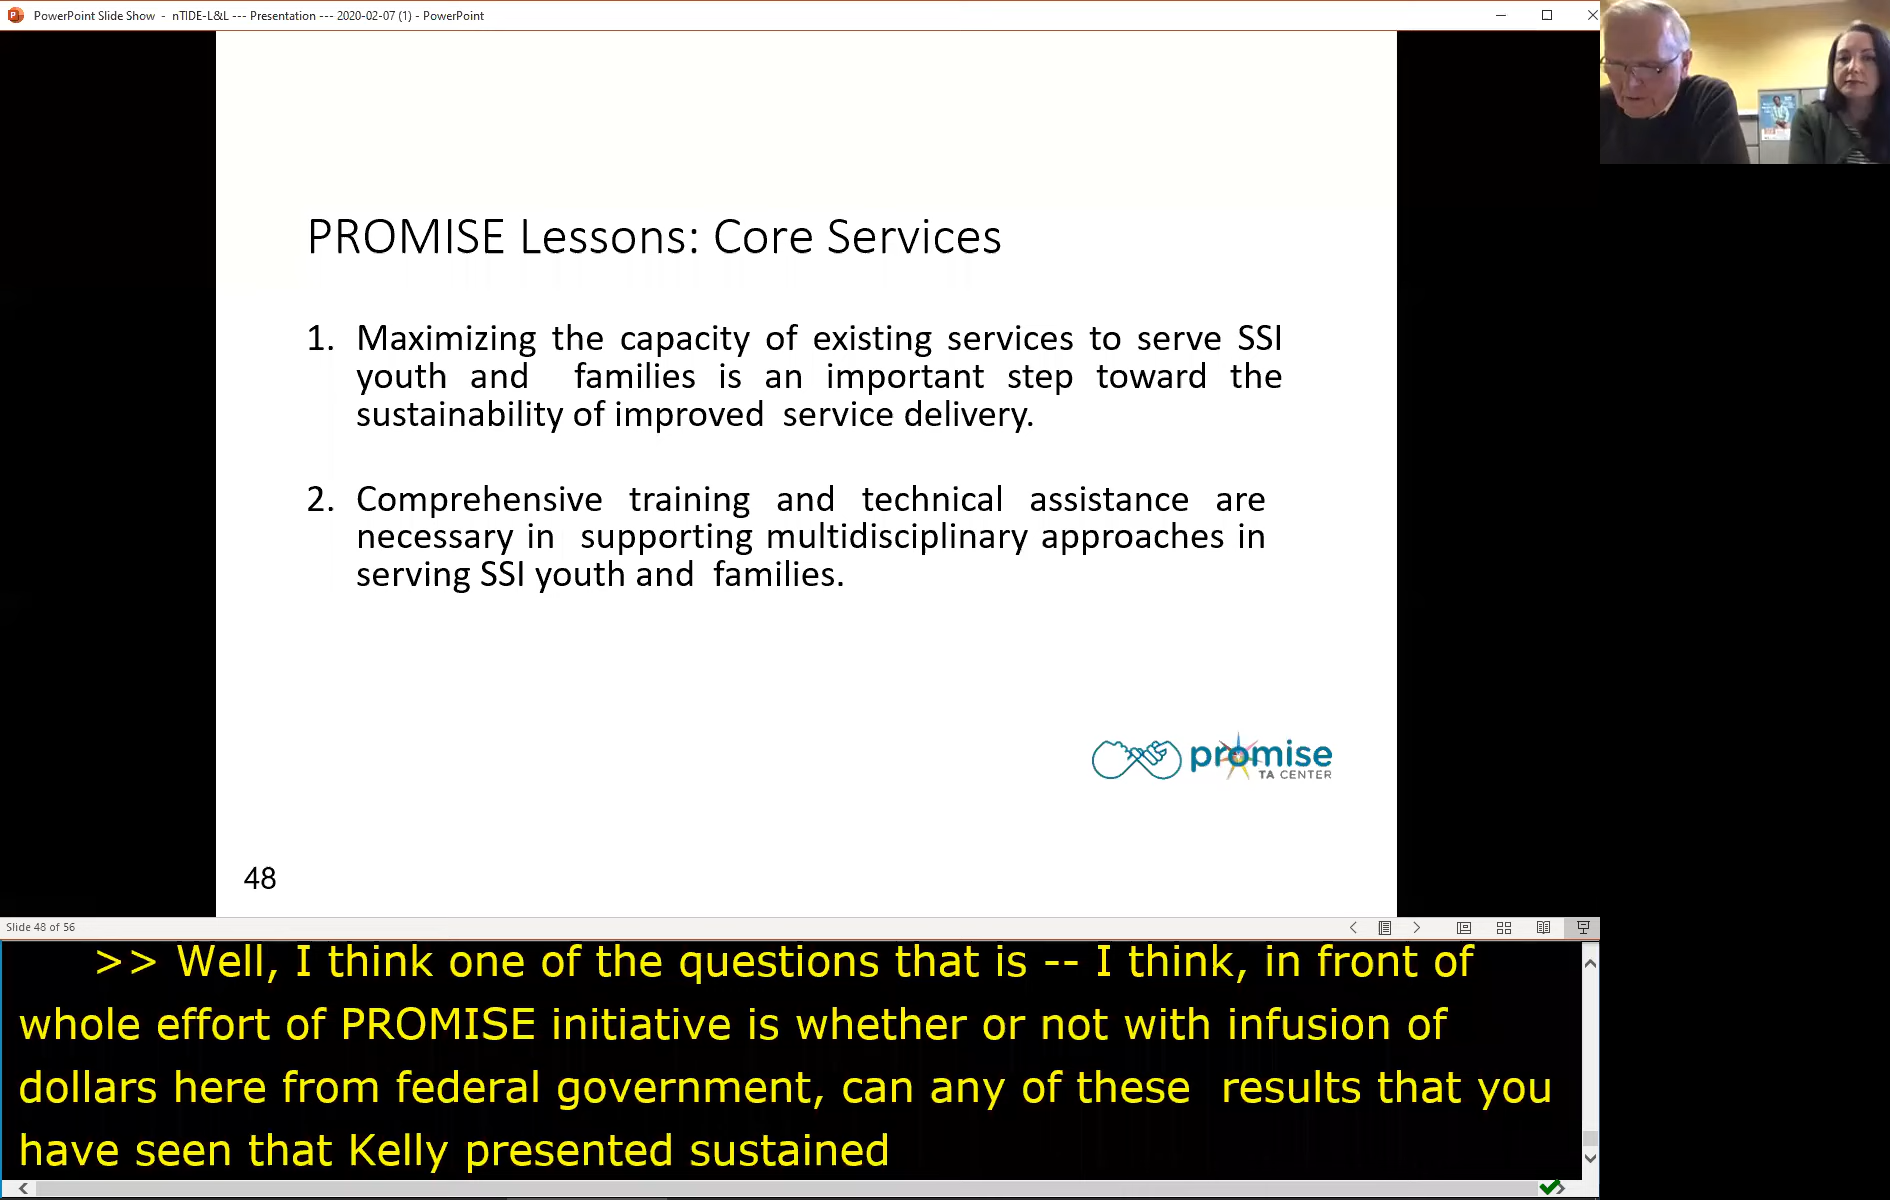 PowerPoint Slide Show - nTIDE-L&L --- Presentation --- 2020-02-07 (1) - PowerPoint
PROMISE Lessons: Core Services
1. Maximizing the capacity of existing services to serve SSI
youth and families is an important step toward the
sustainability of improved service delivery.
2. Comprehensive training and technical assistance are
necessary in supporting multidisciplinary approaches in
serving SSI youth and families.
promise
TA CENTER
48
Slide 48 of 56
>> Well, I think one of the questions that is -- I think, in front of
whole effort of PROMISE initiative is whether or not with infusion of
dollars here from federal government, can any of these results that you
have seen that Kelly presented sustained